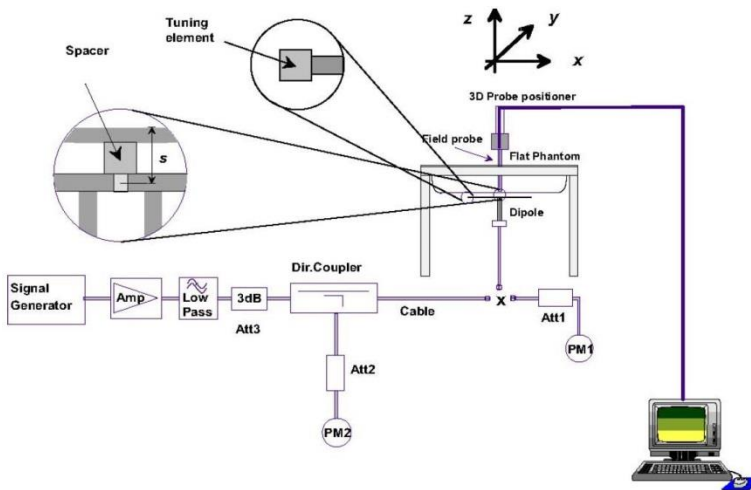 Tuning
element
Spacer
s
z
y
x
3D Probe positioner
Field probe
Flat Phantom
Dipole
Signal
Generator
Amp
Low
Pass
3dB
Att3
Dir.Coupler
Cable
x
Att1
PM1
Att2
PM2